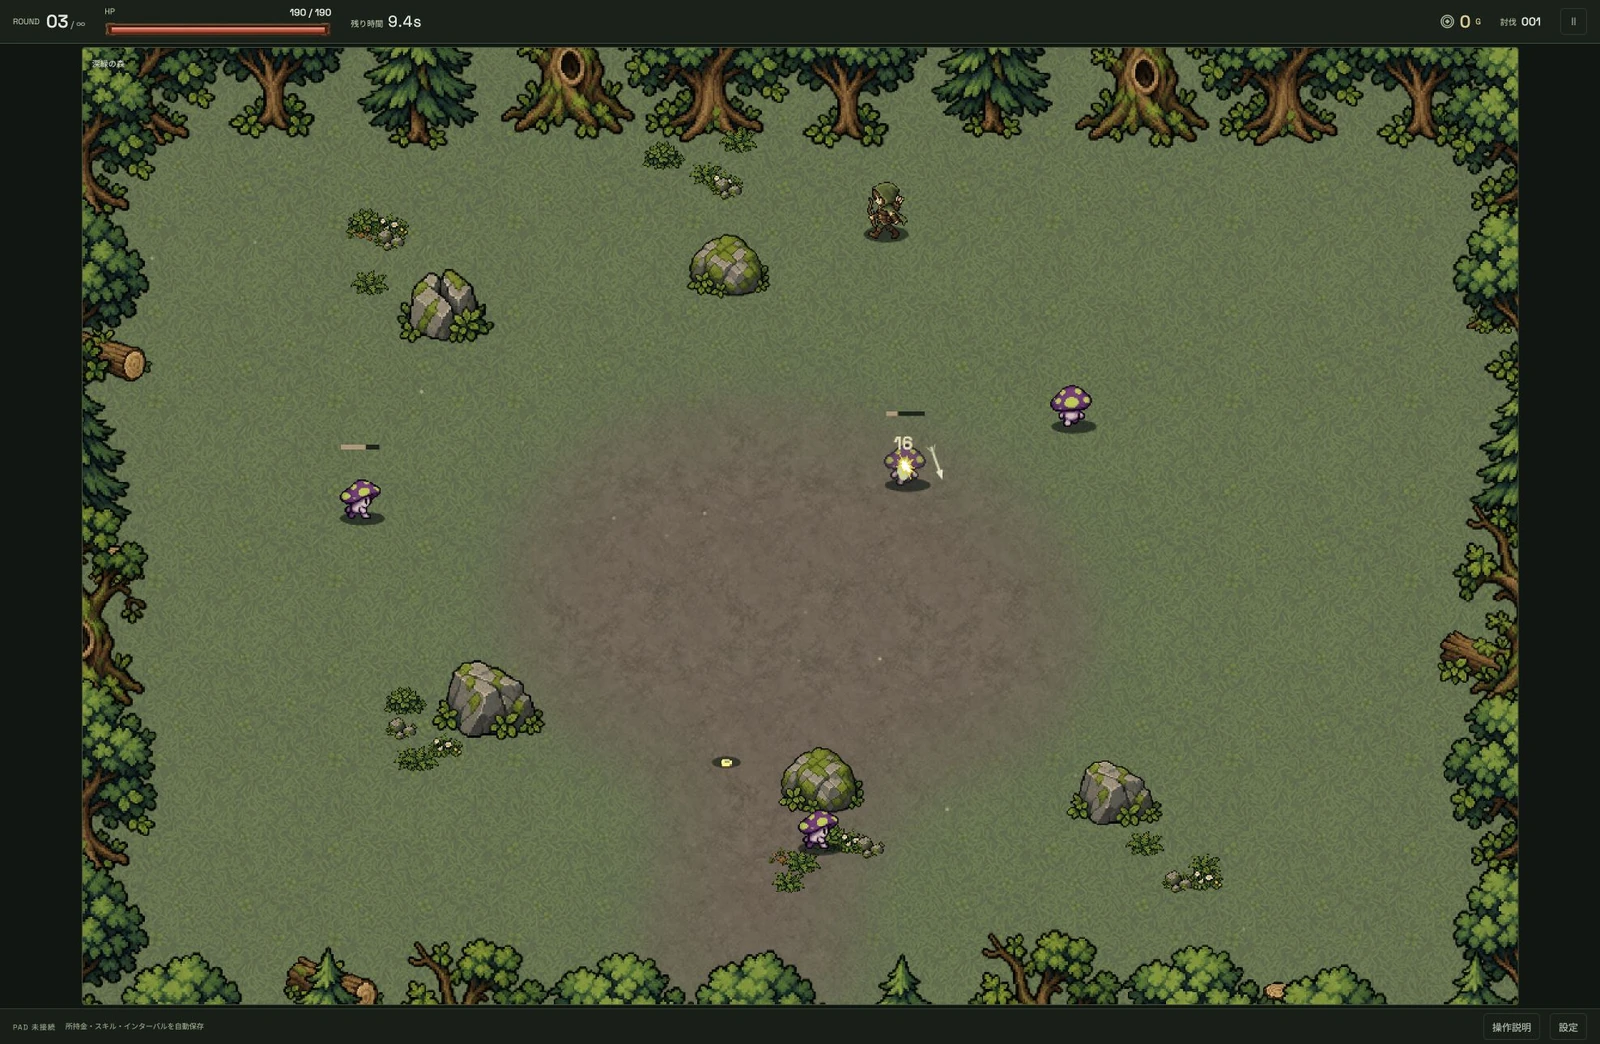 ROUND 03 / ∞
HP 190 / 190
残り時間 9.4s
0 G
討伐 001
深緑の森
16
PAD 未接続 所持金・スキル・インターバルを自動保存
操作説明
設定